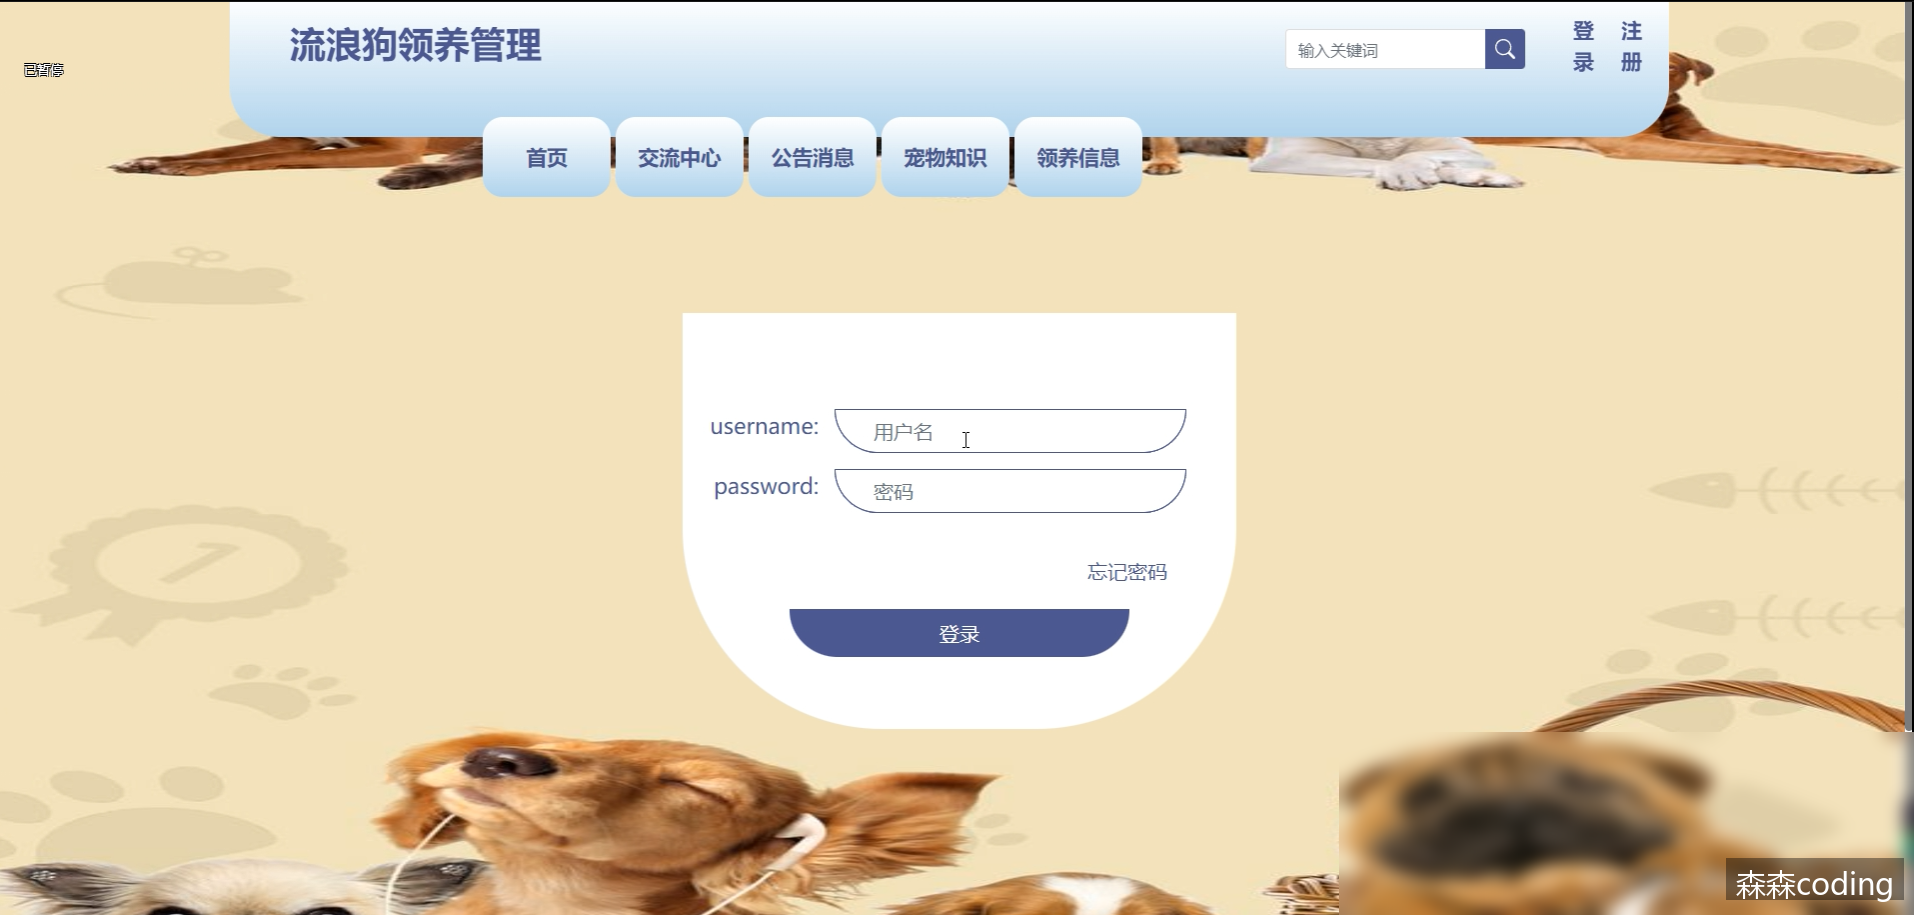 流浪狗领养管理
输入关键词
登录
注册
已暂停
首页
交流中心
公告消息
宠物知识
领养信息
username:
用户名
password:
密码
忘记密码
登录
1
森森coding